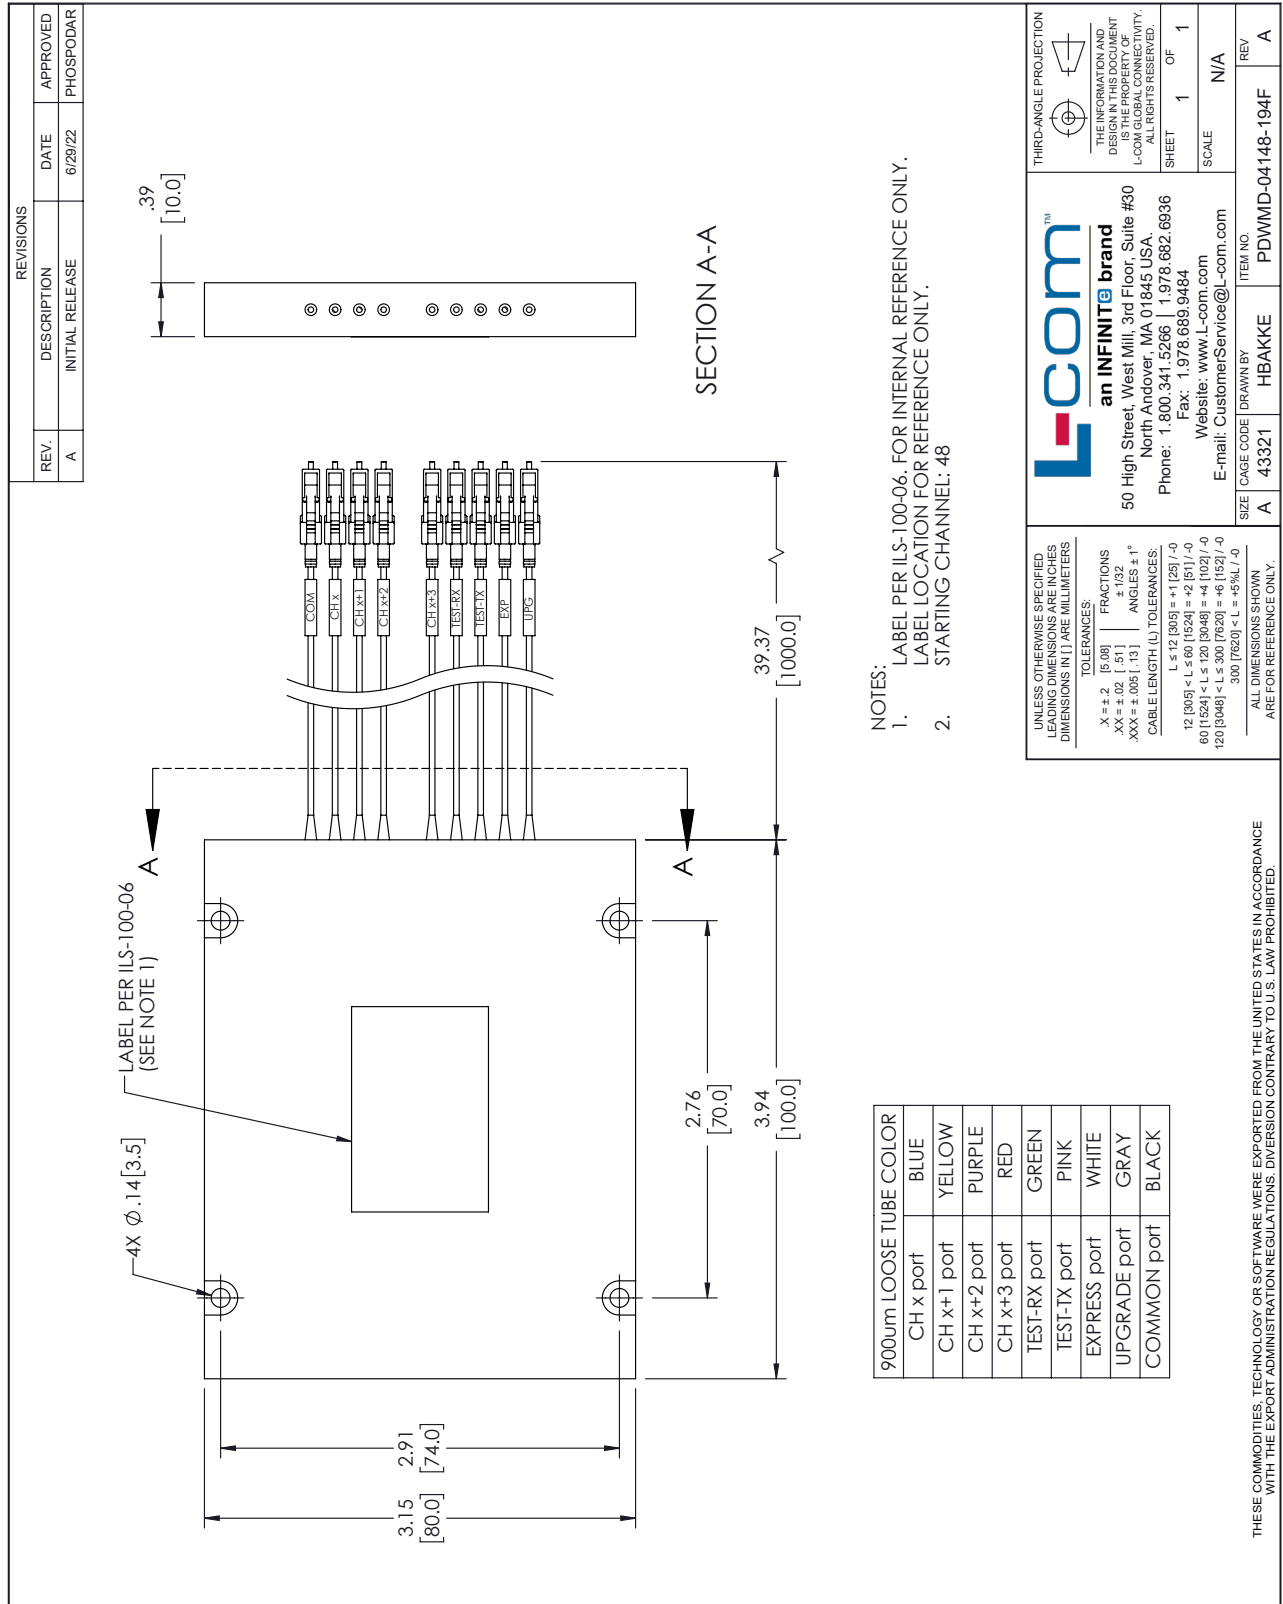 REVISIONS
REV. DESCRIPTION DATE APPROVED
A INITIAL RELEASE 6/29/22 PHOSPODAR
4X Ø .14 [3.5]
LABEL PER ILS-100-06
(SEE NOTE 1)
A
A
3.15
[80.0]
2.91
[74.0]
2.76
[70.0]
3.94
[100.0]
39.37
[1000.0]
.39
[10.0]
COM
CH x
CH x+1
CH x+2
CH x+3
TEST-RX
TEST-TX
EXP
UPG
SECTION A-A
NOTES:
1. LABEL PER ILS-100-06. FOR INTERNAL REFERENCE ONLY.
LABEL LOCATION FOR REFERENCE ONLY.
2. STARTING CHANNEL: 48
900um LOOSE TUBE COLOR
CH x port BLUE
CH x+1 port YELLOW
CH x+2 port PURPLE
CH x+3 port RED
TEST-RX port GREEN
TEST-TX port PINK
EXPRESS port WHITE
UPGRADE port GRAY
COMMON port BLACK
UNLESS OTHERWISE SPECIFIED
LEADING DIMENSIONS ARE INCHES
DIMENSIONS IN [ ] ARE MILLIMETERS
TOLERANCES:
.X = ± .2 [5.08] FRACTIONS
.XX = ± .02 [ .51 ] ± 1/32
.XXX = ± .005 [ .13 ] ANGLES ± 1°
CABLE LENGTH (L) TOLERANCES:
L ≤ 12 [305] = +1 [25] / -0
12 [305] < L ≤ 60 [1524] = +2 [51] / -0
60 [1524] < L ≤ 120 [3048] = +4 [102] / -0
120 [3048] < L ≤ 300 [7620] = +6 [152] / -0
300 [7620] < L = +5%L / -0
ALL DIMENSIONS SHOWN
ARE FOR REFERENCE ONLY.
L-com™
an INFINITe brand
50 High Street, West Mill, 3rd Floor, Suite #30
North Andover, MA 01845 USA.
Phone: 1.800.341.5266 | 1.978.682.6936
Fax: 1.978.689.9484
Website: www.L-com.com
E-mail: CustomerService@L-com.com
THIRD-ANGLE PROJECTION
THE INFORMATION AND
DESIGN IN THIS DOCUMENT
IS THE PROPERTY OF
L-COM GLOBAL CONNECTIVITY.
ALL RIGHTS RESERVED.
SHEET 1 OF 1
SCALE N/A
SIZE A
CAGE CODE 43321
DRAWN BY HBAKKE
ITEM NO. PDWMD-04148-194F
REV A
THESE COMMODITIES, TECHNOLOGY OR SOFTWARE WERE EXPORTED FROM THE UNITED STATES IN ACCORDANCE
WITH THE EXPORT ADMINISTRATION REGULATIONS. DIVERSION CONTRARY TO U.S. LAW PROHIBITED.